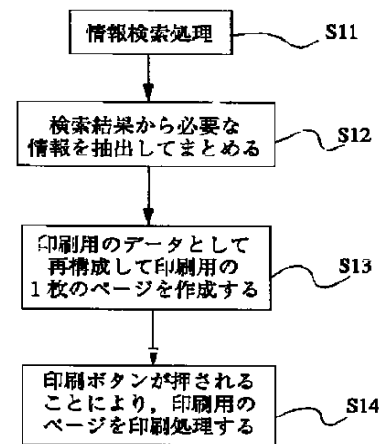 情報検索処理
S11
検索結果から必要な
情報を抽出してまとめる
S12
印刷用のデータとして
再構成して印刷用の
1枚のページを作成する
S13
印刷ボタンが押される
ことにより,印刷用の
ページを印刷処理する
S14